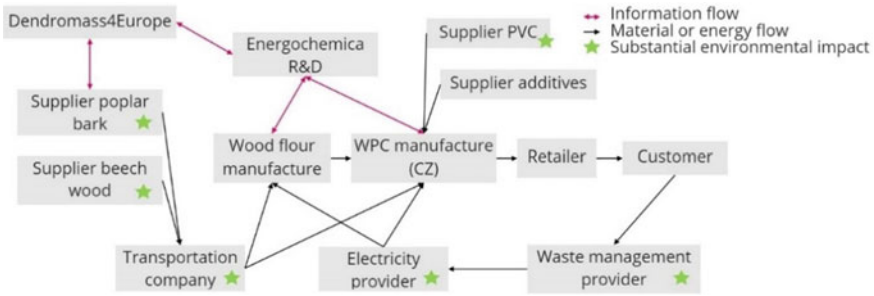 Dendromass4Europe
Energochemica
R&D
Supplier PVC
Information flow
Material or energy flow
Substantial environmental impact
Supplier additives
Supplier poplar
bark
Wood flour
manufacture
WPC manufacture
(CZ)
Retailer
Customer
Supplier beech
wood
Transportation
company
Electricity
provider
Waste management
provider